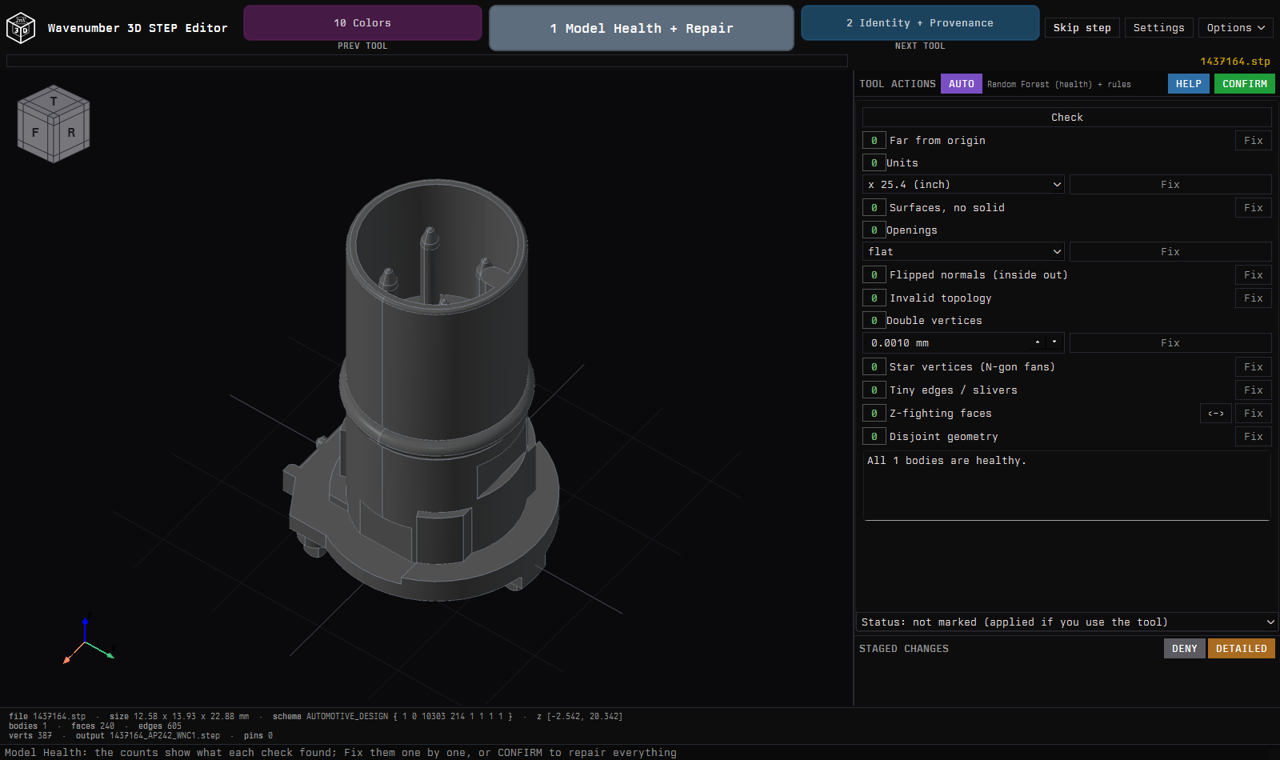 Wavenumber 3D STEP Editor
10 Colors
PREV TOOL
1 Model Health + Repair
2 Identity + Provenance
NEXT TOOL
Skip step
Settings
Options
1437164.stp
T
F
R
TOOL ACTIONS
AUTO
Random Forest (health) + rules
HELP
CONFIRM
Check
0 Far from origin Fix
0 Units
x 25.4 (inch) Fix
0 Surfaces, no solid Fix
0 Openings
flat Fix
0 Flipped normals (inside out) Fix
0 Invalid topology Fix
0 Double vertices
0.0010 mm Fix
0 Star vertices (N-gon fans) Fix
0 Tiny edges / slivers Fix
0 Z-fighting faces <-> Fix
0 Disjoint geometry Fix
All 1 bodies are healthy.
Status: not marked (applied if you use the tool)
STAGED CHANGES
DENY
DETAILED
file 1437164.stp · size 12.58 x 13.93 x 22.88 mm · schema AUTOMOTIVE_DESIGN { 1 0 10303 214 1 1 1 1 } · z [-2.542, 20.342]
bodies 1 · faces 240 · edges 605
verts 387 · output 1437164_AP242_WNC1.step · pins 0
Model Health: the counts show what each check found; Fix them one by one, or CONFIRM to repair everything